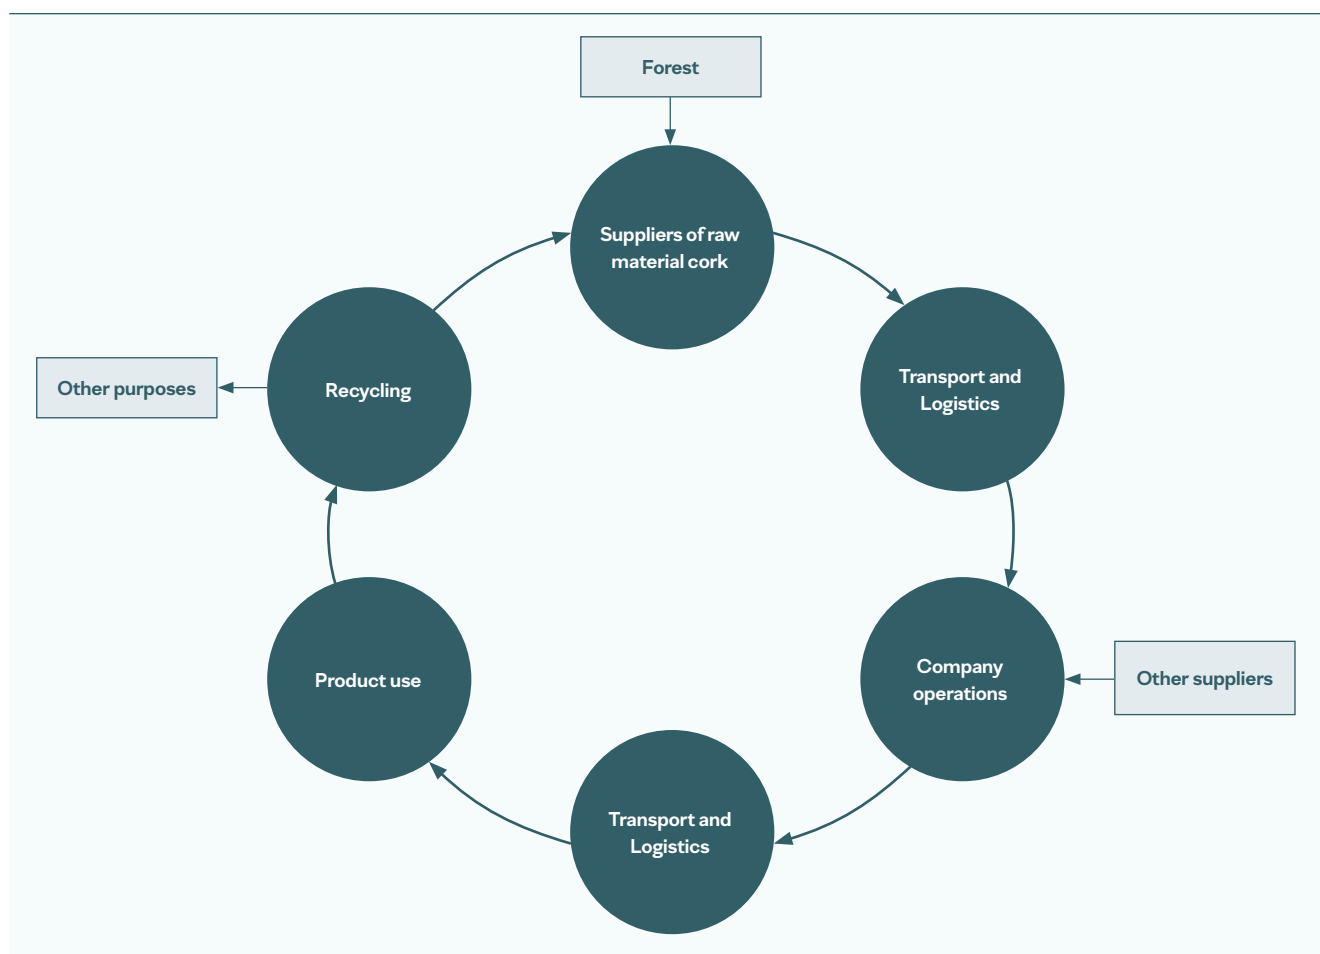 Forest
Suppliers of raw
material cork
Transport and
Logistics
Company
operations
Other suppliers
Transport and
Logistics
Product use
Recycling
Other purposes